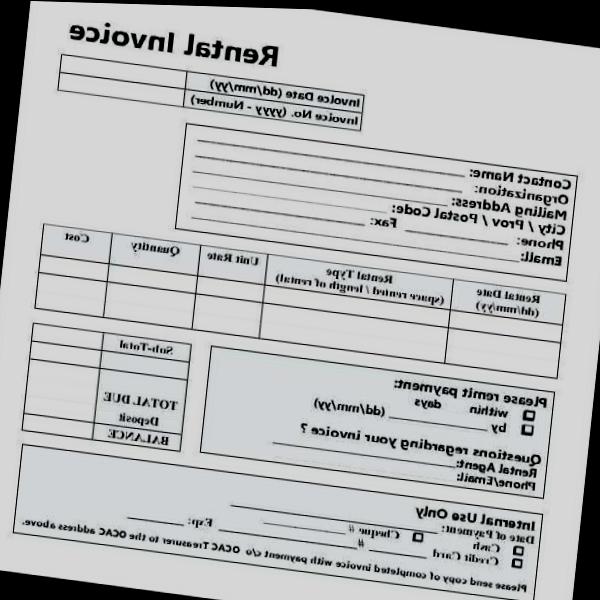 Rental Invoice
Invoice Date (dd/mm/yy)
Invoice No. (yyyy - Number)
Contact Name:
Organization:
Mailing Address:
City / Prov / Postal Code:
Phone: Fax:
Email:
Rental Date (dd/mm/yy) Rental Type (space rented / length of rental) Unit Rate Quantity Cost
Sub-Total
TOTAL DUE
Deposit
BALANCE
Please remit payment:
within days
by (dd/mm/yy)
Questions regarding your invoice ?
Rental Agent:
Phone/Email:
Internal Use Only
Date of Payment:
Cash Cheque #
Credit Card # Exp:
Please send copy of completed invoice with payment c/o OCAC Treasurer to the OCAC address above.